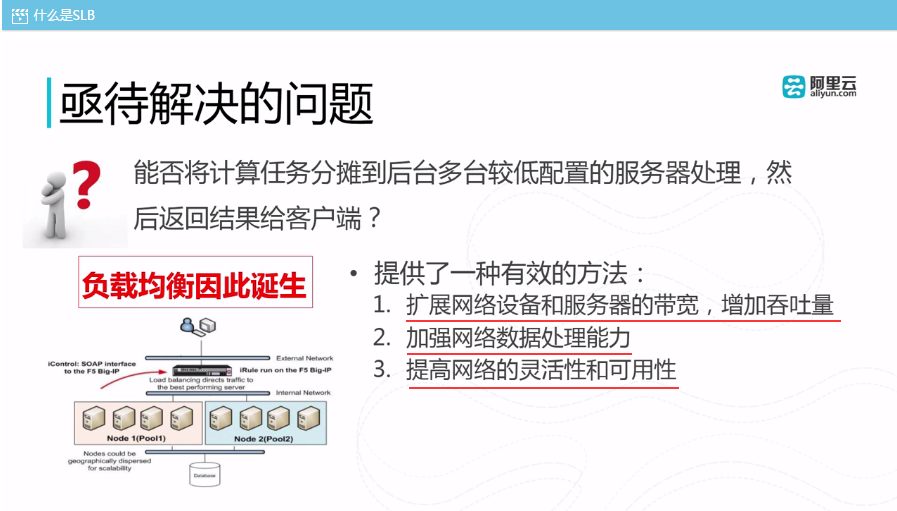 什么是SLB
亟待解决的问题
阿里云
aliyun.com
?
能否将计算任务分摊到后台多台较低配置的服务器处理，然
后返回结果给客户端？
负载均衡因此诞生
• 提供了一种有效的方法：
1. 扩展网络设备和服务器的带宽，增加吞吐量
2. 加强网络数据处理能力
3. 提高网络的灵活性和可用性
External Network
iControl: SOAP interface
to the F5 Big-IP
iRule run on the F5 Big-IP
Load balancing directs traffic to
the best performing server
Internal Network
Node 1(Pool1)
Node 2(Pool2)
Nodes could be
geographically dispersed
for scalability
Database